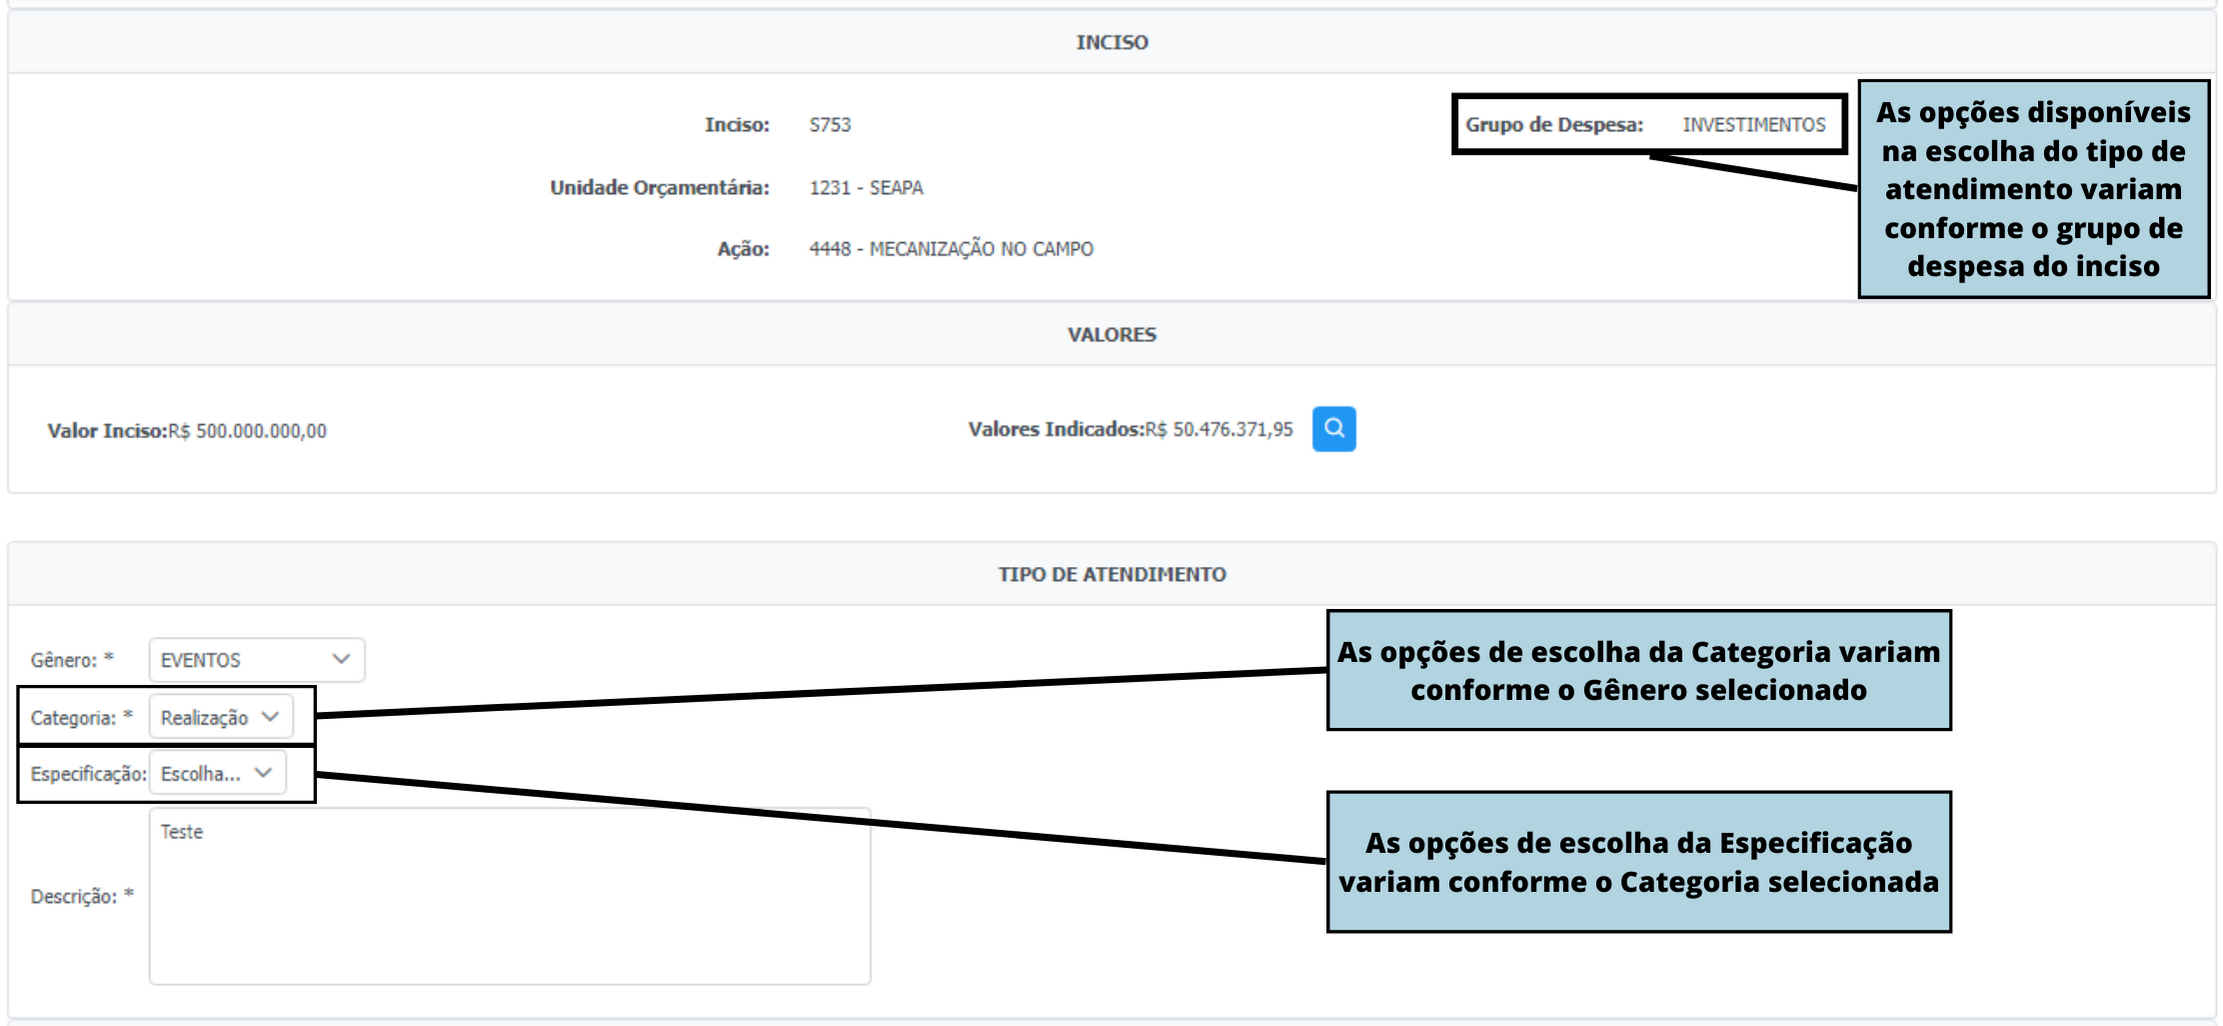 INCISO
Inciso: S753
Grupo de Despesa: INVESTIMENTOS
As opções disponíveis
na escolha do tipo de
atendimento variam
conforme o grupo de
despesa do inciso
Unidade Orçamentária: 1231 - SEAPA
Ação: 4448 - MECANIZAÇÃO NO CAMPO
VALORES
Valor Inciso:R$ 500.000.000,00
Valores Indicados:R$ 50.476.371,95
TIPO DE ATENDIMENTO
Gênero: * EVENTOS
Categoria: * Realização
As opções de escolha da Categoria variam
conforme o Gênero selecionado
Especificação: Escolha...
As opções de escolha da Especificação
variam conforme o Categoria selecionada
Descrição: * Teste